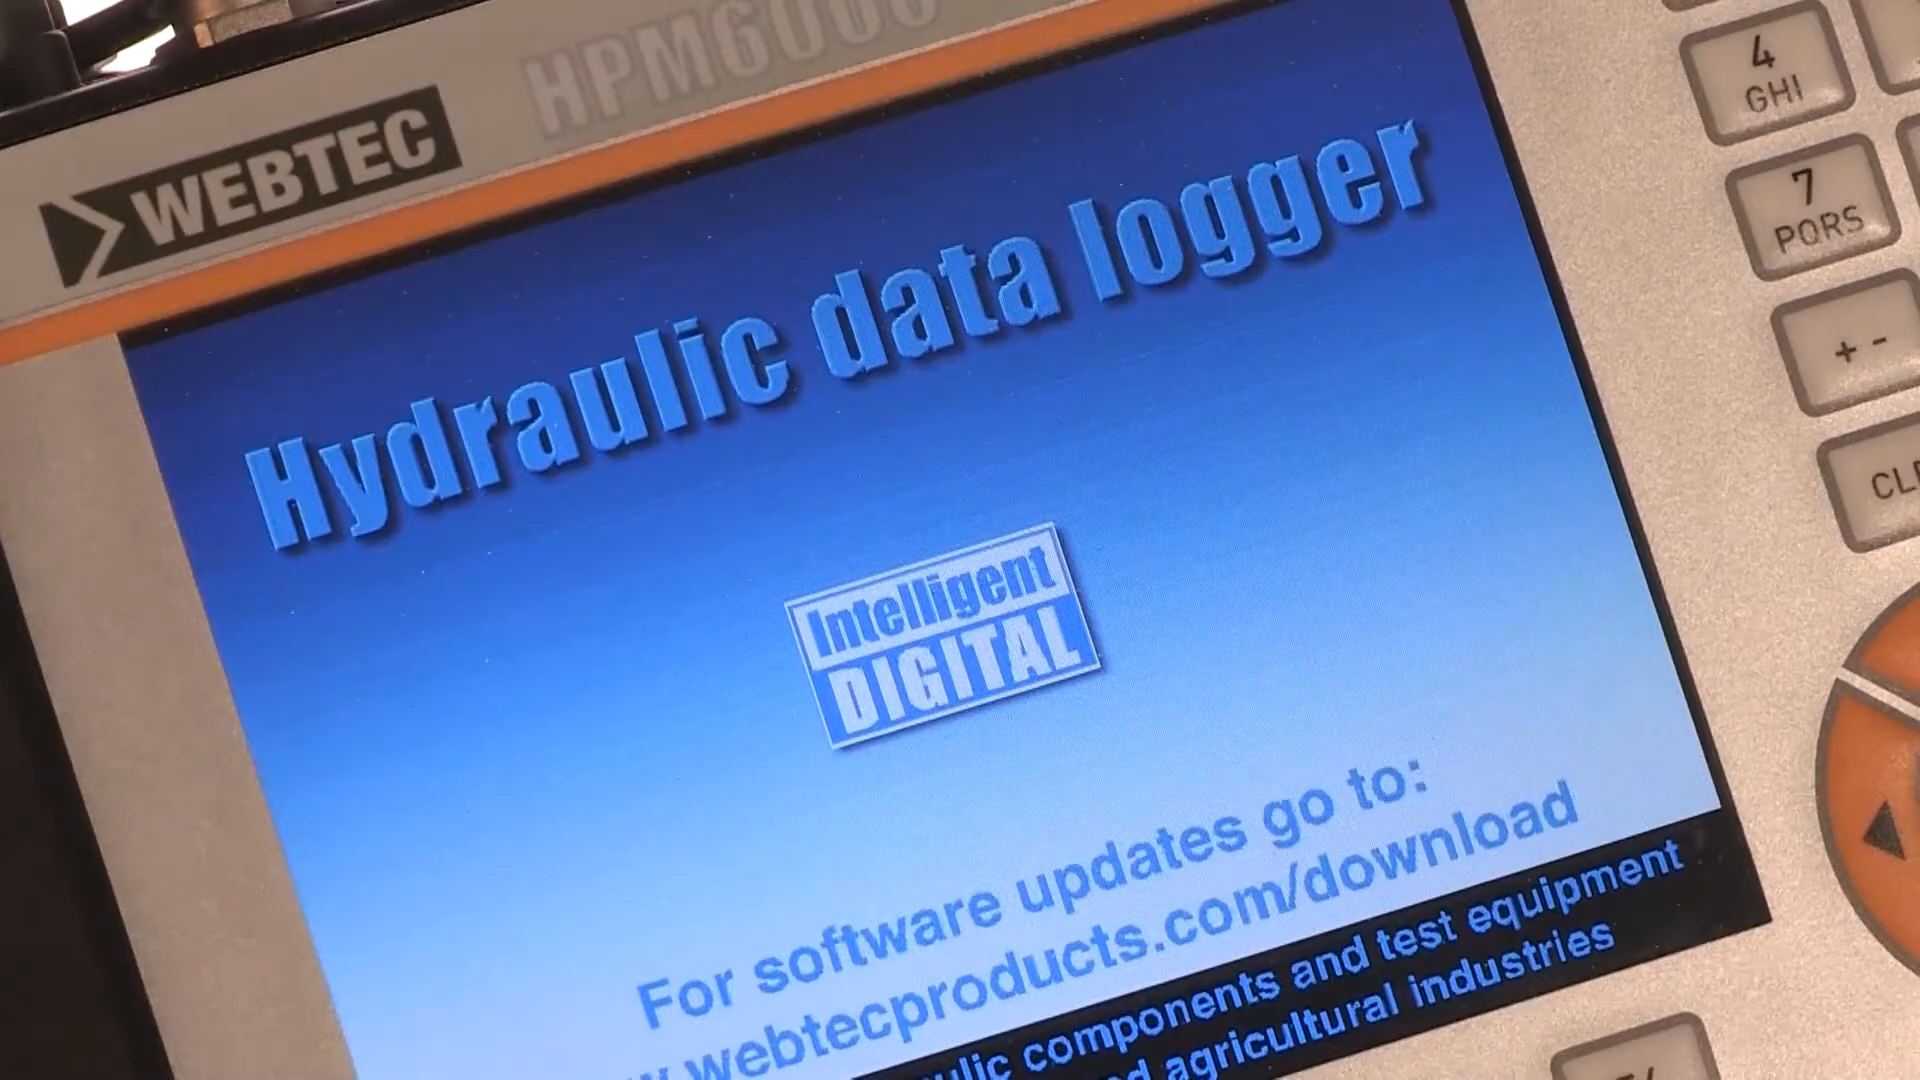 WEBTEC
HPM6000
Hydraulic data logger
Intelligent
DIGITAL
For software updates go to:
webtecproducts.com/download
components and test equipment
agricultural industries
4
GHI
7
PQRS
+ -